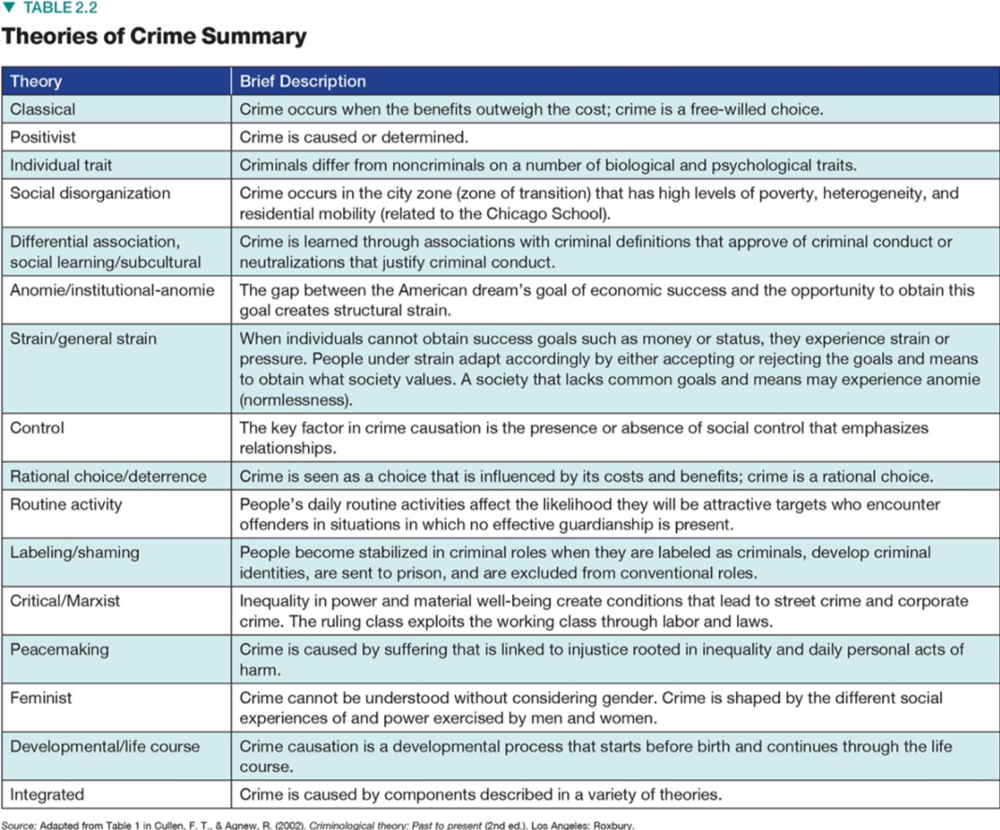 ▼ TABLE 2.2
Theories of Crime Summary
Theory Brief Description
Classical Crime occurs when the benefits outweigh the cost; crime is a free-willed choice.
Positivist Crime is caused or determined.
Individual trait Criminals differ from noncriminals on a number of biological and psychological traits.
Social disorganization Crime occurs in the city zone (zone of transition) that has high levels of poverty, heterogeneity, and
residential mobility (related to the Chicago School).
Differential association, Crime is learned through associations with criminal definitions that approve of criminal conduct or
social learning/subcultural neutralizations that justify criminal conduct.
Anomie/institutional-anomie The gap between the American dream's goal of economic success and the opportunity to obtain this
goal creates structural strain.
Strain/general strain When individuals cannot obtain success goals such as money or status, they experience strain or
pressure. People under strain adapt accordingly by either accepting or rejecting the goals and means
to obtain what society values. A society that lacks common goals and means may experience anomie
(normlessness).
Control The key factor in crime causation is the presence or absence of social control that emphasizes
relationships.
Rational choice/deterrence Crime is seen as a choice that is influenced by its costs and benefits; crime is a rational choice.
Routine activity People's daily routine activities affect the likelihood they will be attractive targets who encounter
offenders in situations in which no effective guardianship is present.
Labeling/shaming People become stabilized in criminal roles when they are labeled as criminals, develop criminal
identities, are sent to prison, and are excluded from conventional roles.
Critical/Marxist Inequality in power and material well-being create conditions that lead to street crime and corporate
crime. The ruling class exploits the working class through labor and laws.
Peacemaking Crime is caused by suffering that is linked to injustice rooted in inequality and daily personal acts of
harm.
Feminist Crime cannot be understood without considering gender. Crime is shaped by the different social
experiences of and power exercised by men and women.
Developmental/life course Crime causation is a developmental process that starts before birth and continues through the life
course.
Integrated Crime is caused by components described in a variety of theories.
Source: Adapted from Table 1 in Cullen, F. T., & Agnew, R. (2002). Criminological theory: Past to present (2nd ed.). Los Angeles: Roxbury.